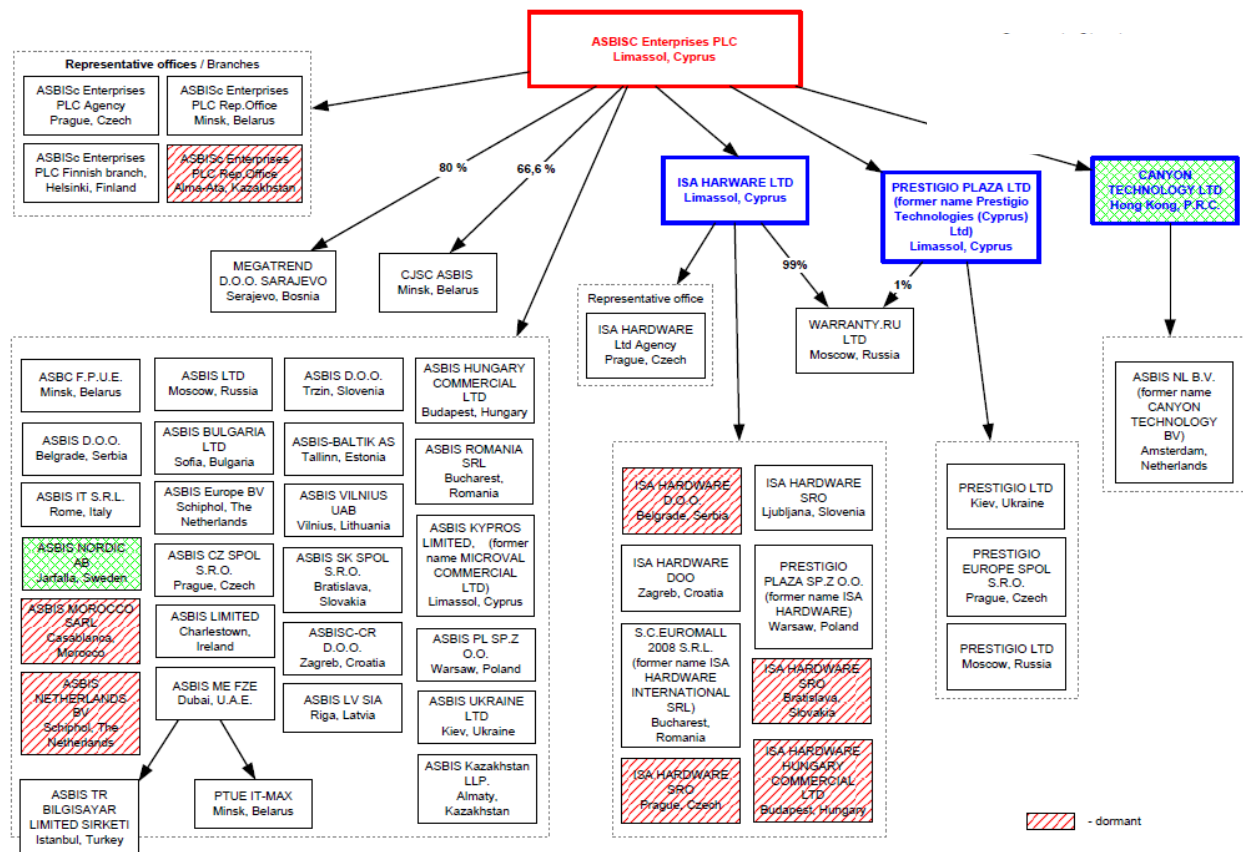 ASBISC Enterprises PLC
Limassol, Cyprus
Representative offices / Branches
ASBISc Enterprises
PLC Agency
Prague, Czech
ASBISc Enterprises
PLC Rep.Office
Minsk, Belarus
ASBISc Enterprises
PLC Finnish branch,
Helsinki, Finland
ASBISc Enterprises
PLC Rep.Office
Alma-Ata, Kazakhstan
80 %
66,6 %
ISA HARWARE LTD
Limassol, Cyprus
PRESTIGIO PLAZA LTD
(former name Prestigio
Technologies (Cyprus)
Ltd)
Limassol, Cyprus
CANYON
TECHNOLOGY LTD
Hong Kong, P.R.C.
MEGATREND
D.O.O. SARAJEVO
Serajevo, Bosnia
CJSC ASBIS
Minsk, Belarus
99%
1%
Representative office
ISA HARDWARE
Ltd Agency
Prague, Czech
WARRANTY.RU
LTD
Moscow, Russia
ASBC F.P.U.E.
Minsk, Belarus
ASBIS LTD
Moscow, Russia
ASBIS D.O.O.
Trzin, Slovenia
ASBIS HUNGARY
COMMERCIAL
LTD
Budapest, Hungary
ASBIS D.O.O.
Belgrade, Serbia
ASBIS BULGARIA
LTD
Sofia, Bulgaria
ASBIS-BALTIK AS
Tallinn, Estonia
ASBIS ROMANIA
SRL
Bucharest,
Romania
ASBIS IT S.R.L.
Rome, Italy
ASBIS Europe BV
Schiphol, The
Netherlands
ASBIS VILNIUS
UAB
Vilnius, Lithuania
ASBIS KYPROS
LIMITED, (former
name MICROVAL
COMMERCIAL
LTD)
Limassol, Cyprus
ASBIS NORDIC
AB
Jarfalla, Sweden
ASBIS CZ SPOL
S.R.O.
Prague, Czech
ASBIS SK SPOL
S.R.O.
Bratislava,
Slovakia
ASBIS MOROCCO
SARL
Casablanca,
Morocco
ASBIS LIMITED
Charlestown,
Ireland
ASBISC-CR
D.O.O.
Zagreb, Croatia
ASBIS PL SP.Z
O.O.
Warsaw, Poland
ASBIS
NETHERLANDS
BV
Schiphol, The
Netherlands
ASBIS ME FZE
Dubai, U.A.E.
ASBIS LV SIA
Riga, Latvia
ASBIS UKRAINE
LTD
Kiev, Ukraine
ASBIS TR
BILGISAYAR
LIMITED SIRKETI
Istanbul, Turkey
PTUE IT-MAX
Minsk, Belarus
ASBIS Kazakhstan
LLP.
Almaty,
Kazakhstan
ISA HARDWARE
D.O.O.
Belgrade, Serbia
ISA HARDWARE
SRO
Ljubljana, Slovenia
ISA HARDWARE
DOO
Zagreb, Croatia
PRESTIGIO
PLAZA SP.Z O.O.
(former name ISA
HARDWARE)
Warsaw, Poland
S.C.EUROMALL
2008 S.R.L.
(former name ISA
HARDWARE
INTERNATIONAL
SRL)
Bucharest,
Romania
ISA HARDWARE
SRO
Bratislava,
Slovakia
ISA HARDWARE
SRO
Prague, Czech
ISA HARDWARE
HUNGARY
COMMERCIAL
LTD
Budapest, Hungary
PRESTIGIO LTD
Kiev, Ukraine
PRESTIGIO
EUROPE SPOL
S.R.O.
Prague, Czech
PRESTIGIO LTD
Moscow, Russia
ASBIS NL B.V.
(former name
CANYON
TECHNOLOGY
BV)
Amsterdam,
Netherlands
- dormant